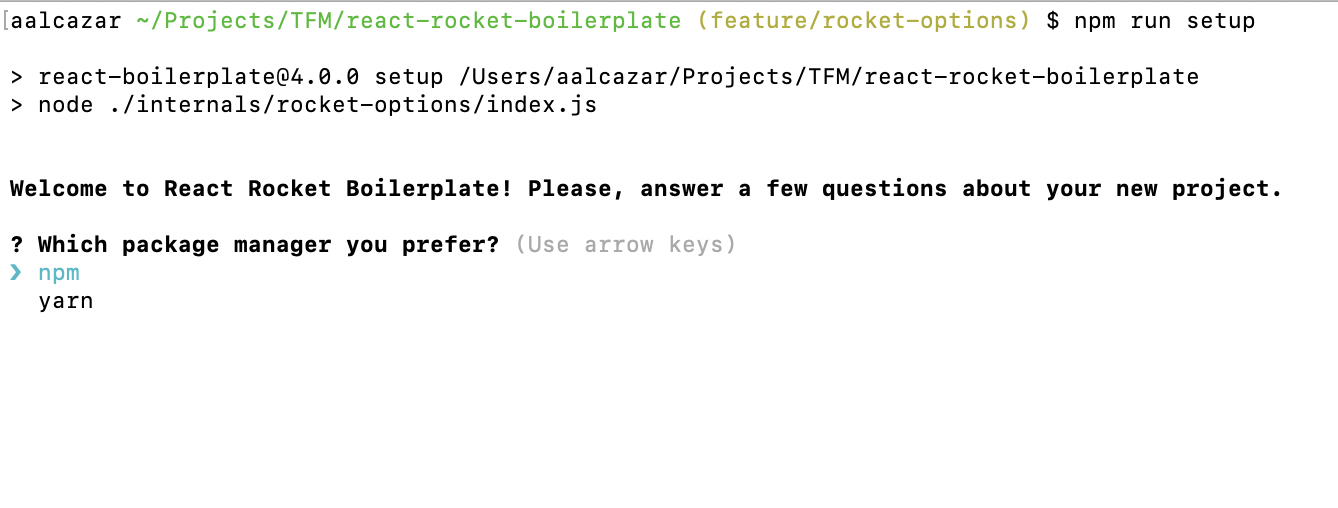 aalcazar ~/Projects/TFM/react-rocket-boilerplate (feature/rocket-options) $ npm run setup
> react-boilerplate@4.0.0 setup /Users/aalcazar/Projects/TFM/react-rocket-boilerplate
> node ./internals/rocket-options/index.js
Welcome to React Rocket Boilerplate! Please, answer a few questions about your new project.
? Which package manager you prefer? (Use arrow keys)
❯ npm
yarn